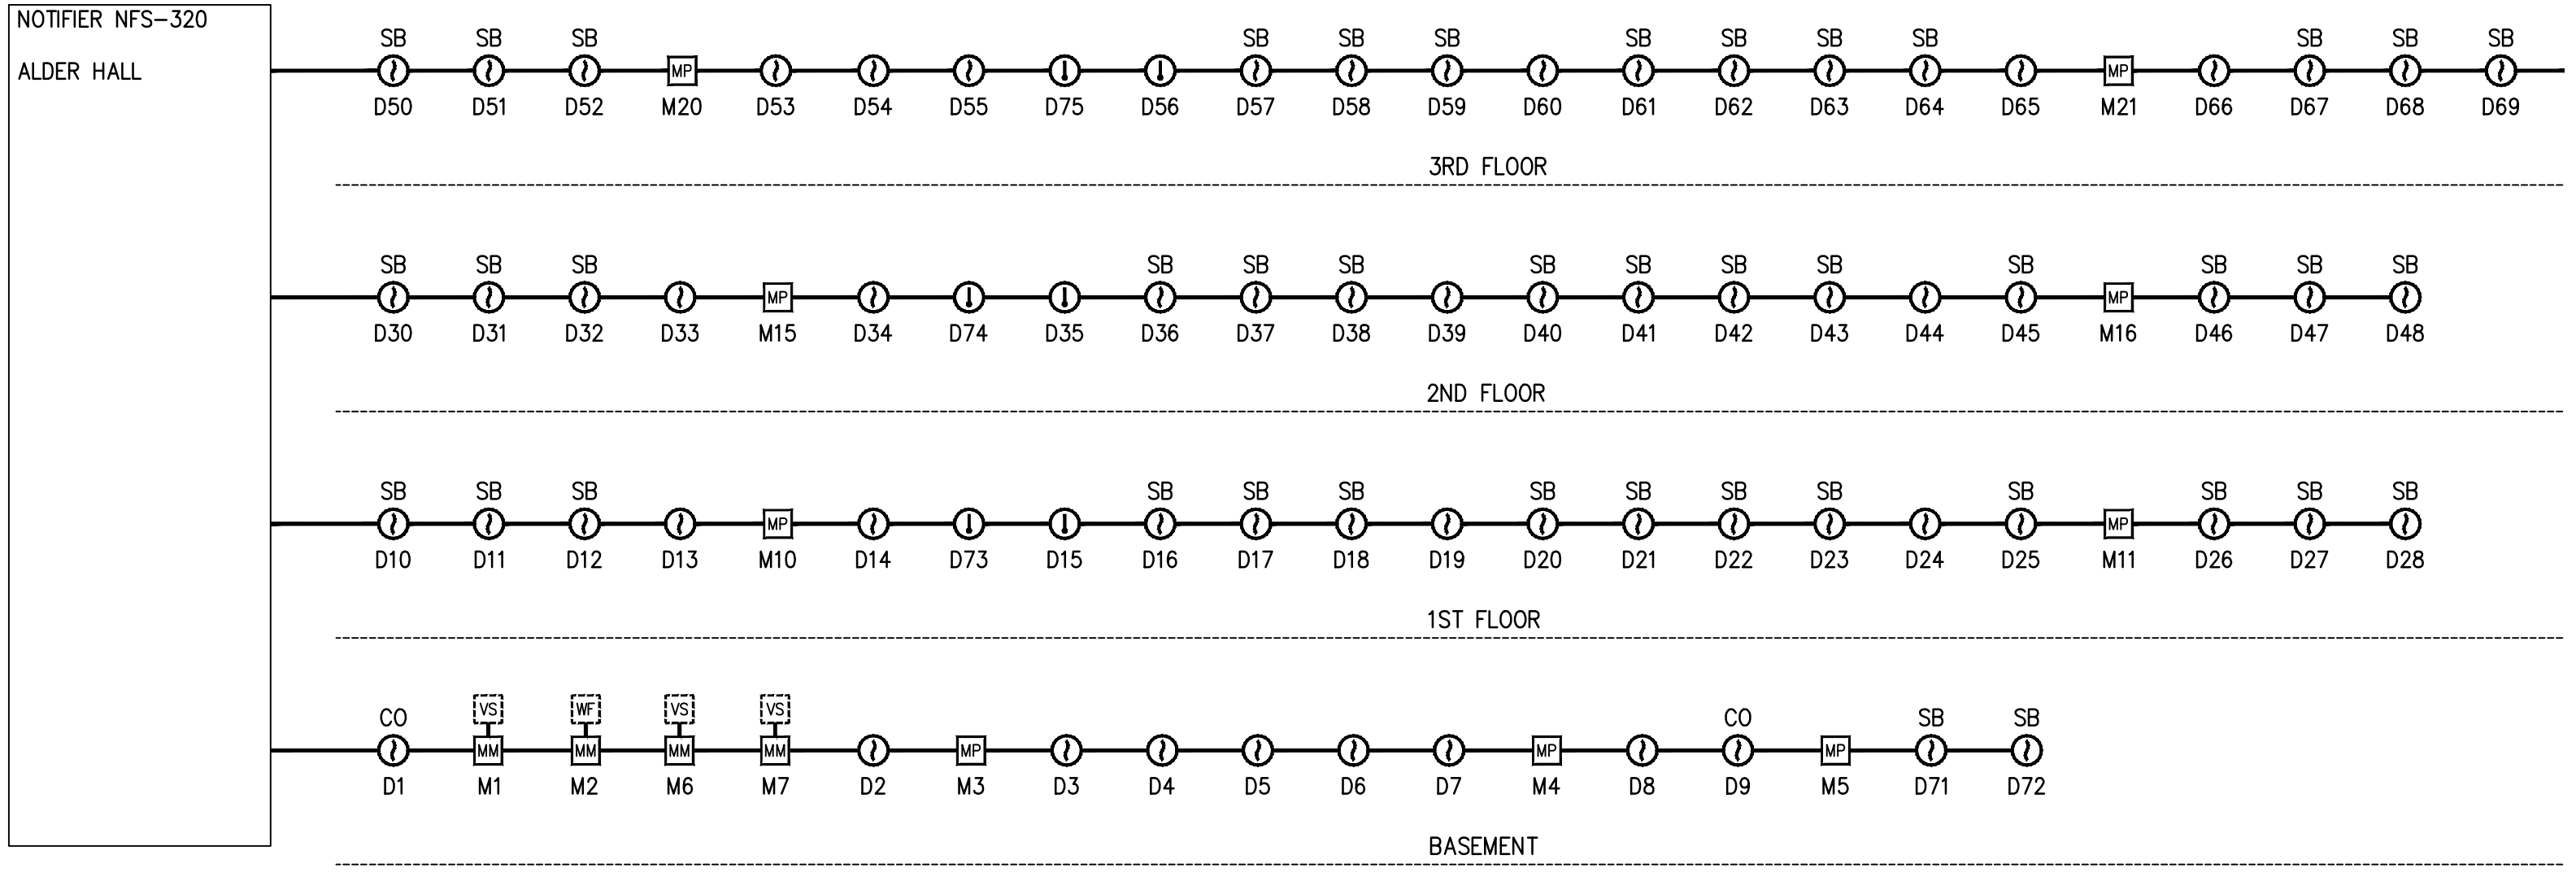 NOTIFIER NFS-320
ALDER HALL
SB SB SB SB SB SB SB SB SB SB SB SB SB
MP MP
D50 D51 D52 M20 D53 D54 D55 D75 D56 D57 D58 D59 D60 D61 D62 D63 D64 D65 M21 D66 D67 D68 D69
3RD FLOOR
SB SB SB SB SB SB SB SB SB SB SB SB SB SB
MP MP
D30 D31 D32 D33 M15 D34 D74 D35 D36 D37 D38 D39 D40 D41 D42 D43 D44 D45 M16 D46 D47 D48
2ND FLOOR
SB SB SB SB SB SB SB SB SB SB SB SB SB SB
MP MP
D10 D11 D12 D13 M10 D14 D73 D15 D16 D17 D18 D19 D20 D21 D22 D23 D24 D25 M11 D26 D27 D28
1ST FLOOR
VS WF VS VS
CO CO SB SB
MM MM MM MM MP MP MP
D1 M1 M2 M6 M7 D2 M3 D3 D4 D5 D6 D7 M4 D8 D9 M5 D71 D72
BASEMENT